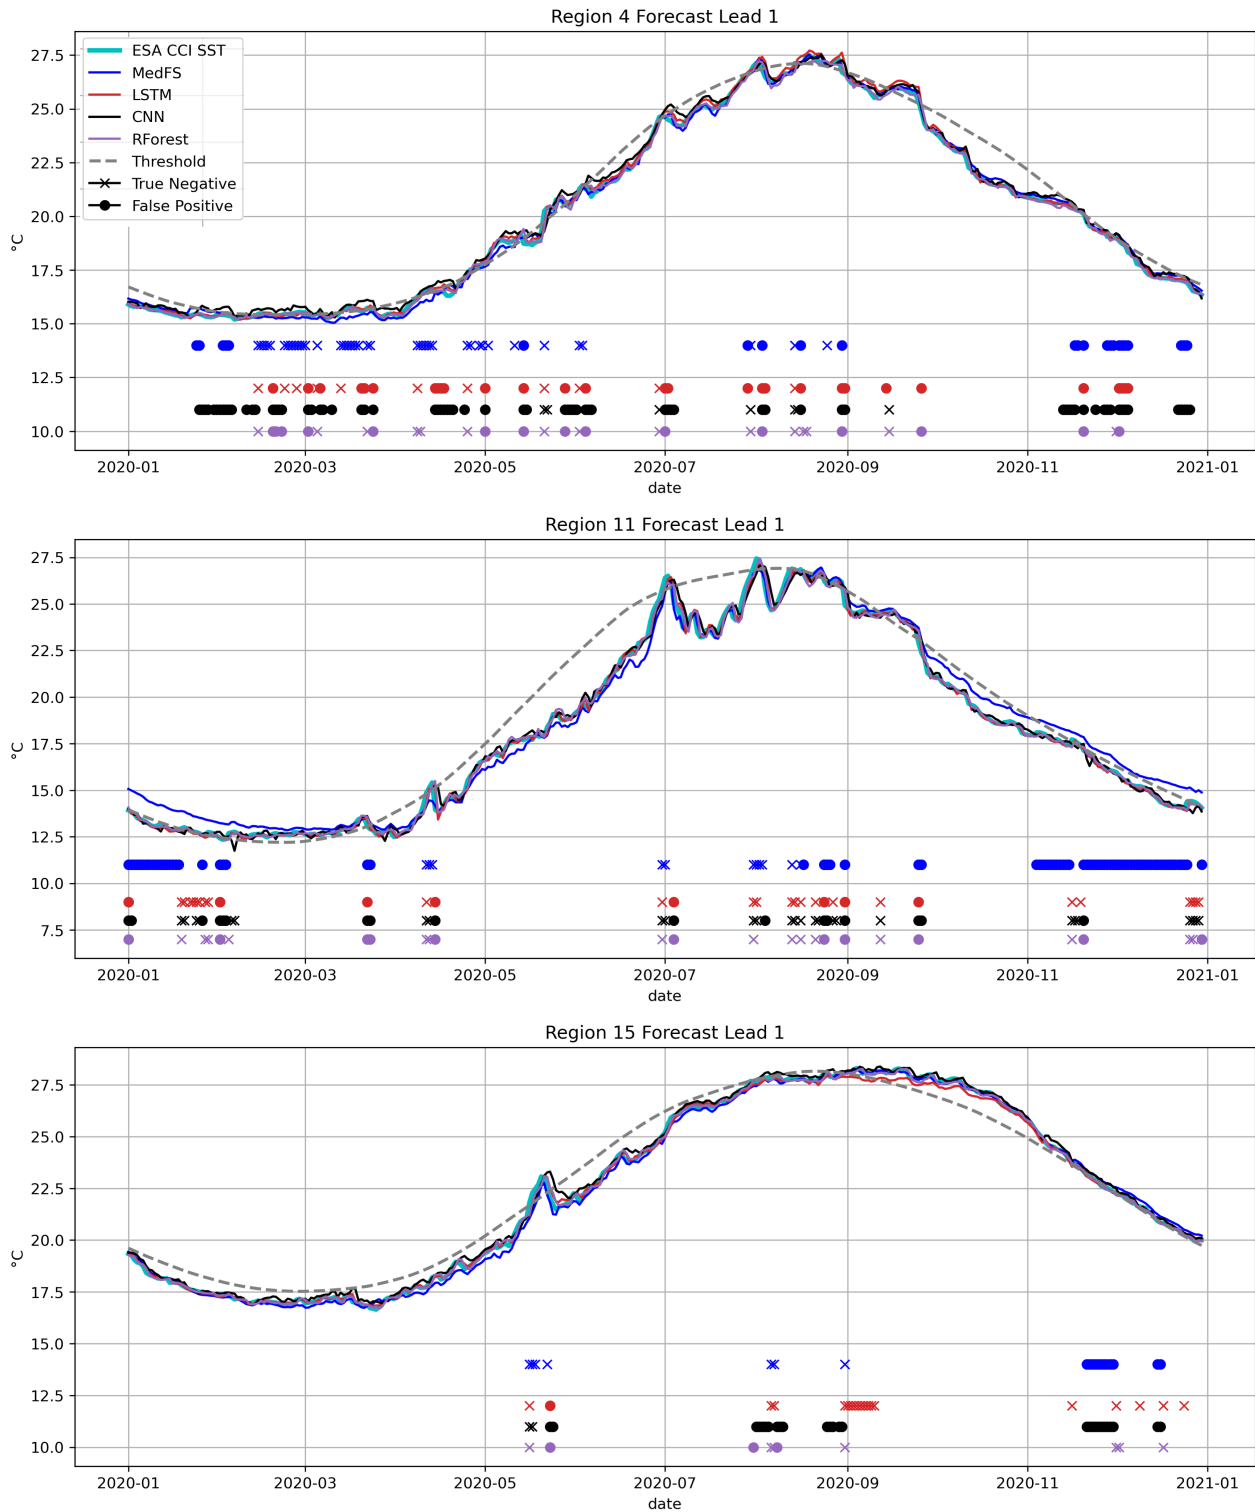 Region 4 Forecast Lead 1
ESA CCI SST
MedFS
LSTM
CNN
RForest
Threshold
True Negative
False Positive
27.5
25.0
22.5
20.0
17.5
15.0
12.5
10.0
°C
2020-01 2020-03 2020-05 2020-07 2020-09 2020-11 2021-01
date
Region 11 Forecast Lead 1
27.5
25.0
22.5
20.0
17.5
15.0
12.5
10.0
7.5
°C
2020-01 2020-03 2020-05 2020-07 2020-09 2020-11 2021-01
date
Region 15 Forecast Lead 1
27.5
25.0
22.5
20.0
17.5
15.0
12.5
10.0
°C
2020-01 2020-03 2020-05 2020-07 2020-09 2020-11 2021-01
date